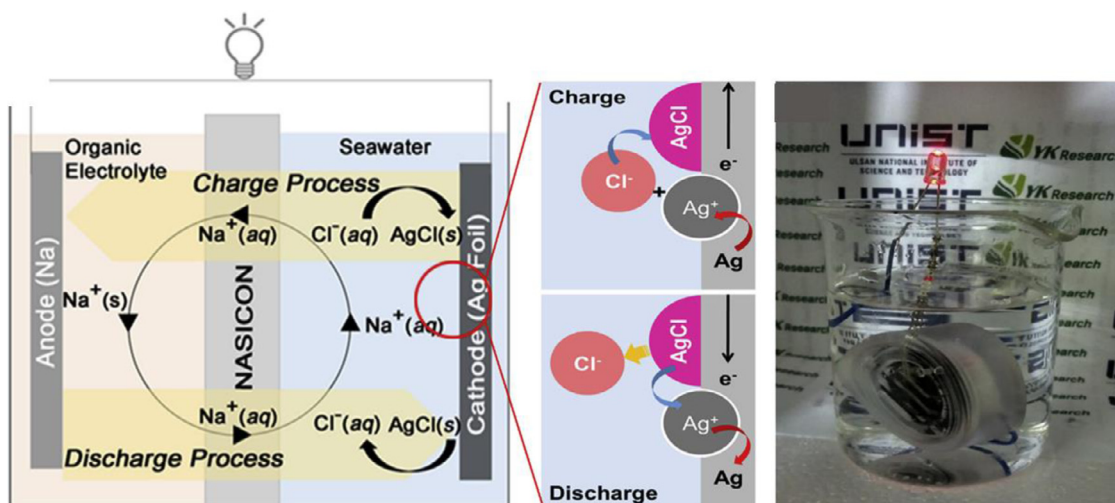 Organic
Electrolyte
Seawater
Charge Process
Na⁺(aq)
Cl⁻(aq) AgCl(s)
Na⁺(s)
Na⁺(aq)
Anode (Na)
NASICON
Cathode (Ag Foil)
Na⁺(aq)
Cl⁻(aq) AgCl(s)
Discharge Process
Charge
AgCl
Cl⁻
+
e⁻
Ag⁺
Ag
AgCl
Cl⁻
e⁻
Ag⁺
Ag
Discharge
UNIST
ULSAN NATIONAL INSTITUTE OF
SCIENCE AND TECHNOLOGY
YK Research
Research
UNIST
Research